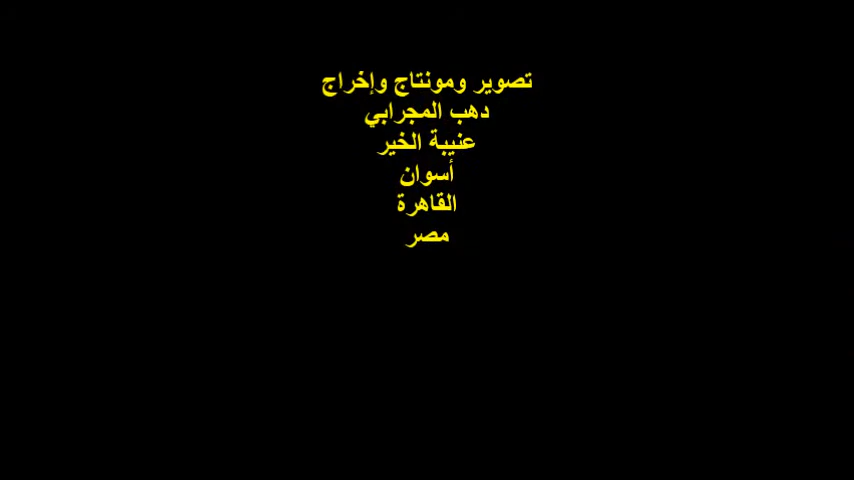 تصوير ومونتاج وإخراج
دهب المجرابي
عنيبة الخير
أسوان
القاهرة
مصر